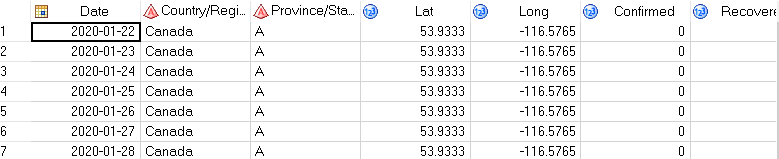 Date Country/Regi... Province/Sta... Lat Long Confirmed Recovere
1 2020-01-22 Canada A 53.9333 -116.5765 0
2 2020-01-23 Canada A 53.9333 -116.5765 0
3 2020-01-24 Canada A 53.9333 -116.5765 0
4 2020-01-25 Canada A 53.9333 -116.5765 0
5 2020-01-26 Canada A 53.9333 -116.5765 0
6 2020-01-27 Canada A 53.9333 -116.5765 0
7 2020-01-28 Canada A 53.9333 -116.5765 0